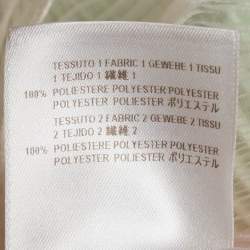 TESSUTO 1 FABRIC 1 GEWEBE 1 TISSU
1 TEJIDO 1 繊維 1
100% POLIESTERE POLYESTER POLYESTER
POLYESTER POLIESTER ポリエステル
TESSUTO 2 FABRIC 2 GEWEBE 2 TISSU
2 TEJIDO 2 繊維 2
100% POLIESTERE POLYESTER POLYESTER
POLYESTER POLIESTER ポリエステル